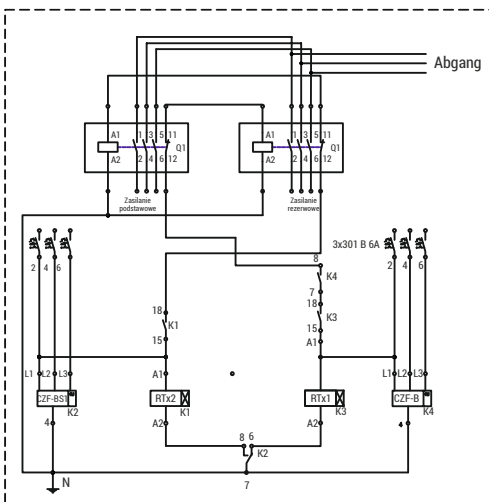 Abgang
A1 1 3 5 11 A1 1 3 5 11
Q1 Q1
A2 2 4 6 12 A2 2 4 6 12
Zasilanie podstawowe Zasilanie rezerwowe
3x301 B 6A
2 4 6 8 2 4 6
K4
7
18 18
K1 K3
15 15
A1
L1 L2 L3 A1 L1 L2 L3
CZF-BS1 RTx2 RTx1 CZF-B
K2 K1 K3 K4
4 A2 A2 4
8 6
K2
N 7